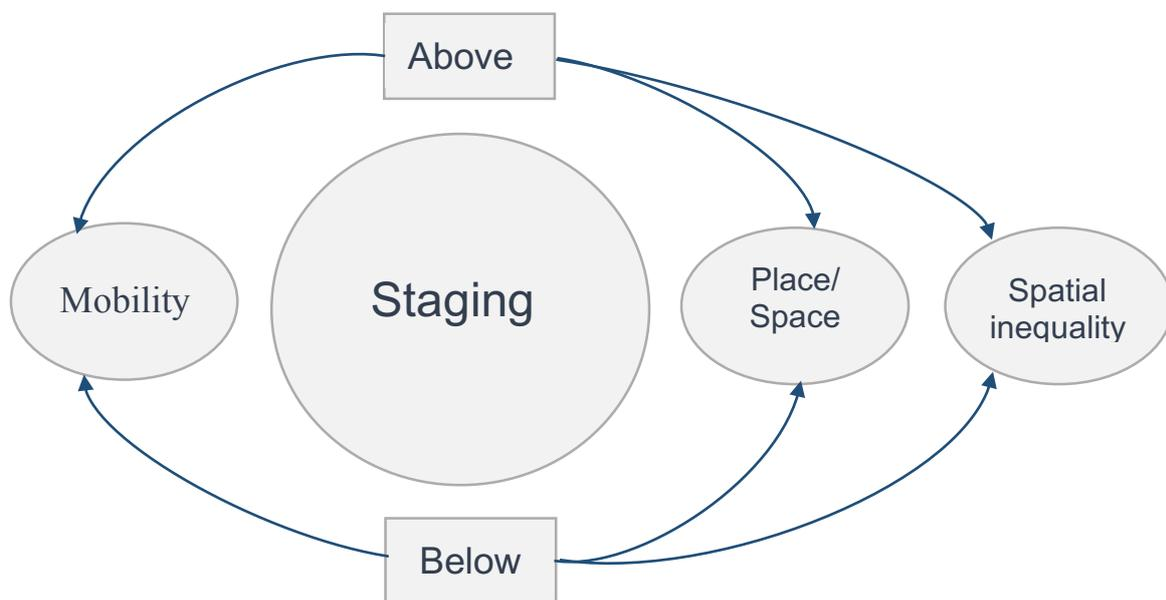 Above
Mobility
Staging
Place/
Space
Spatial
inequality
Below